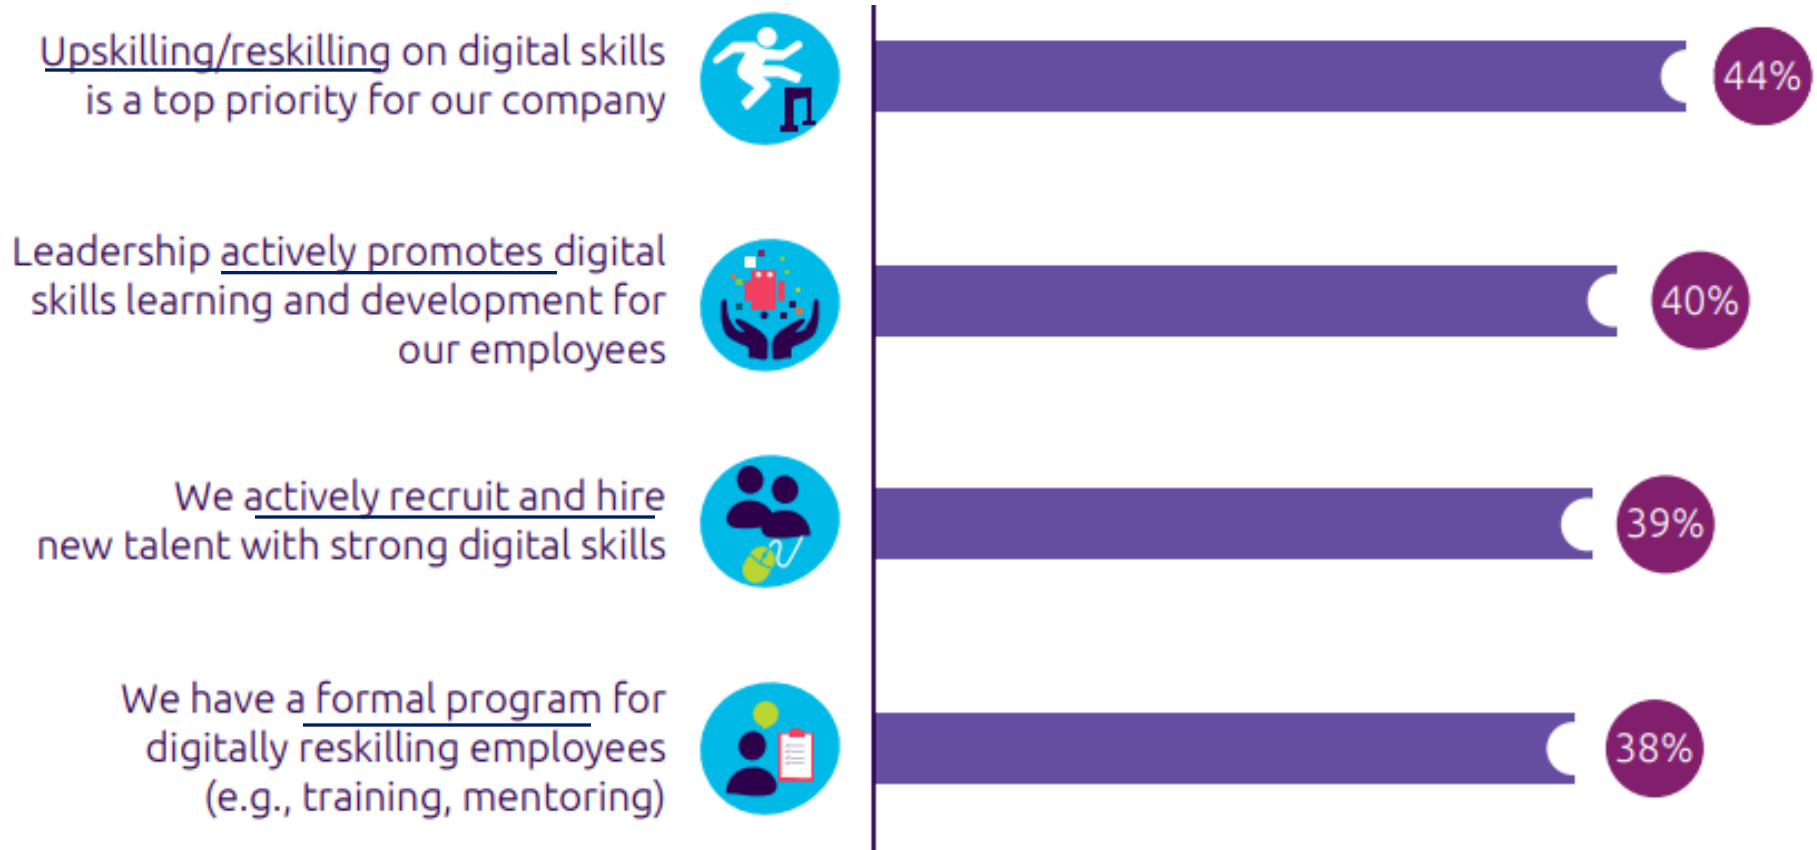 Upskilling/reskilling on digital skills
is a top priority for our company
44%
Leadership actively promotes digital
skills learning and development for
our employees
40%
We actively recruit and hire
new talent with strong digital skills
39%
We have a formal program for
digitally reskilling employees
(e.g., training, mentoring)
38%